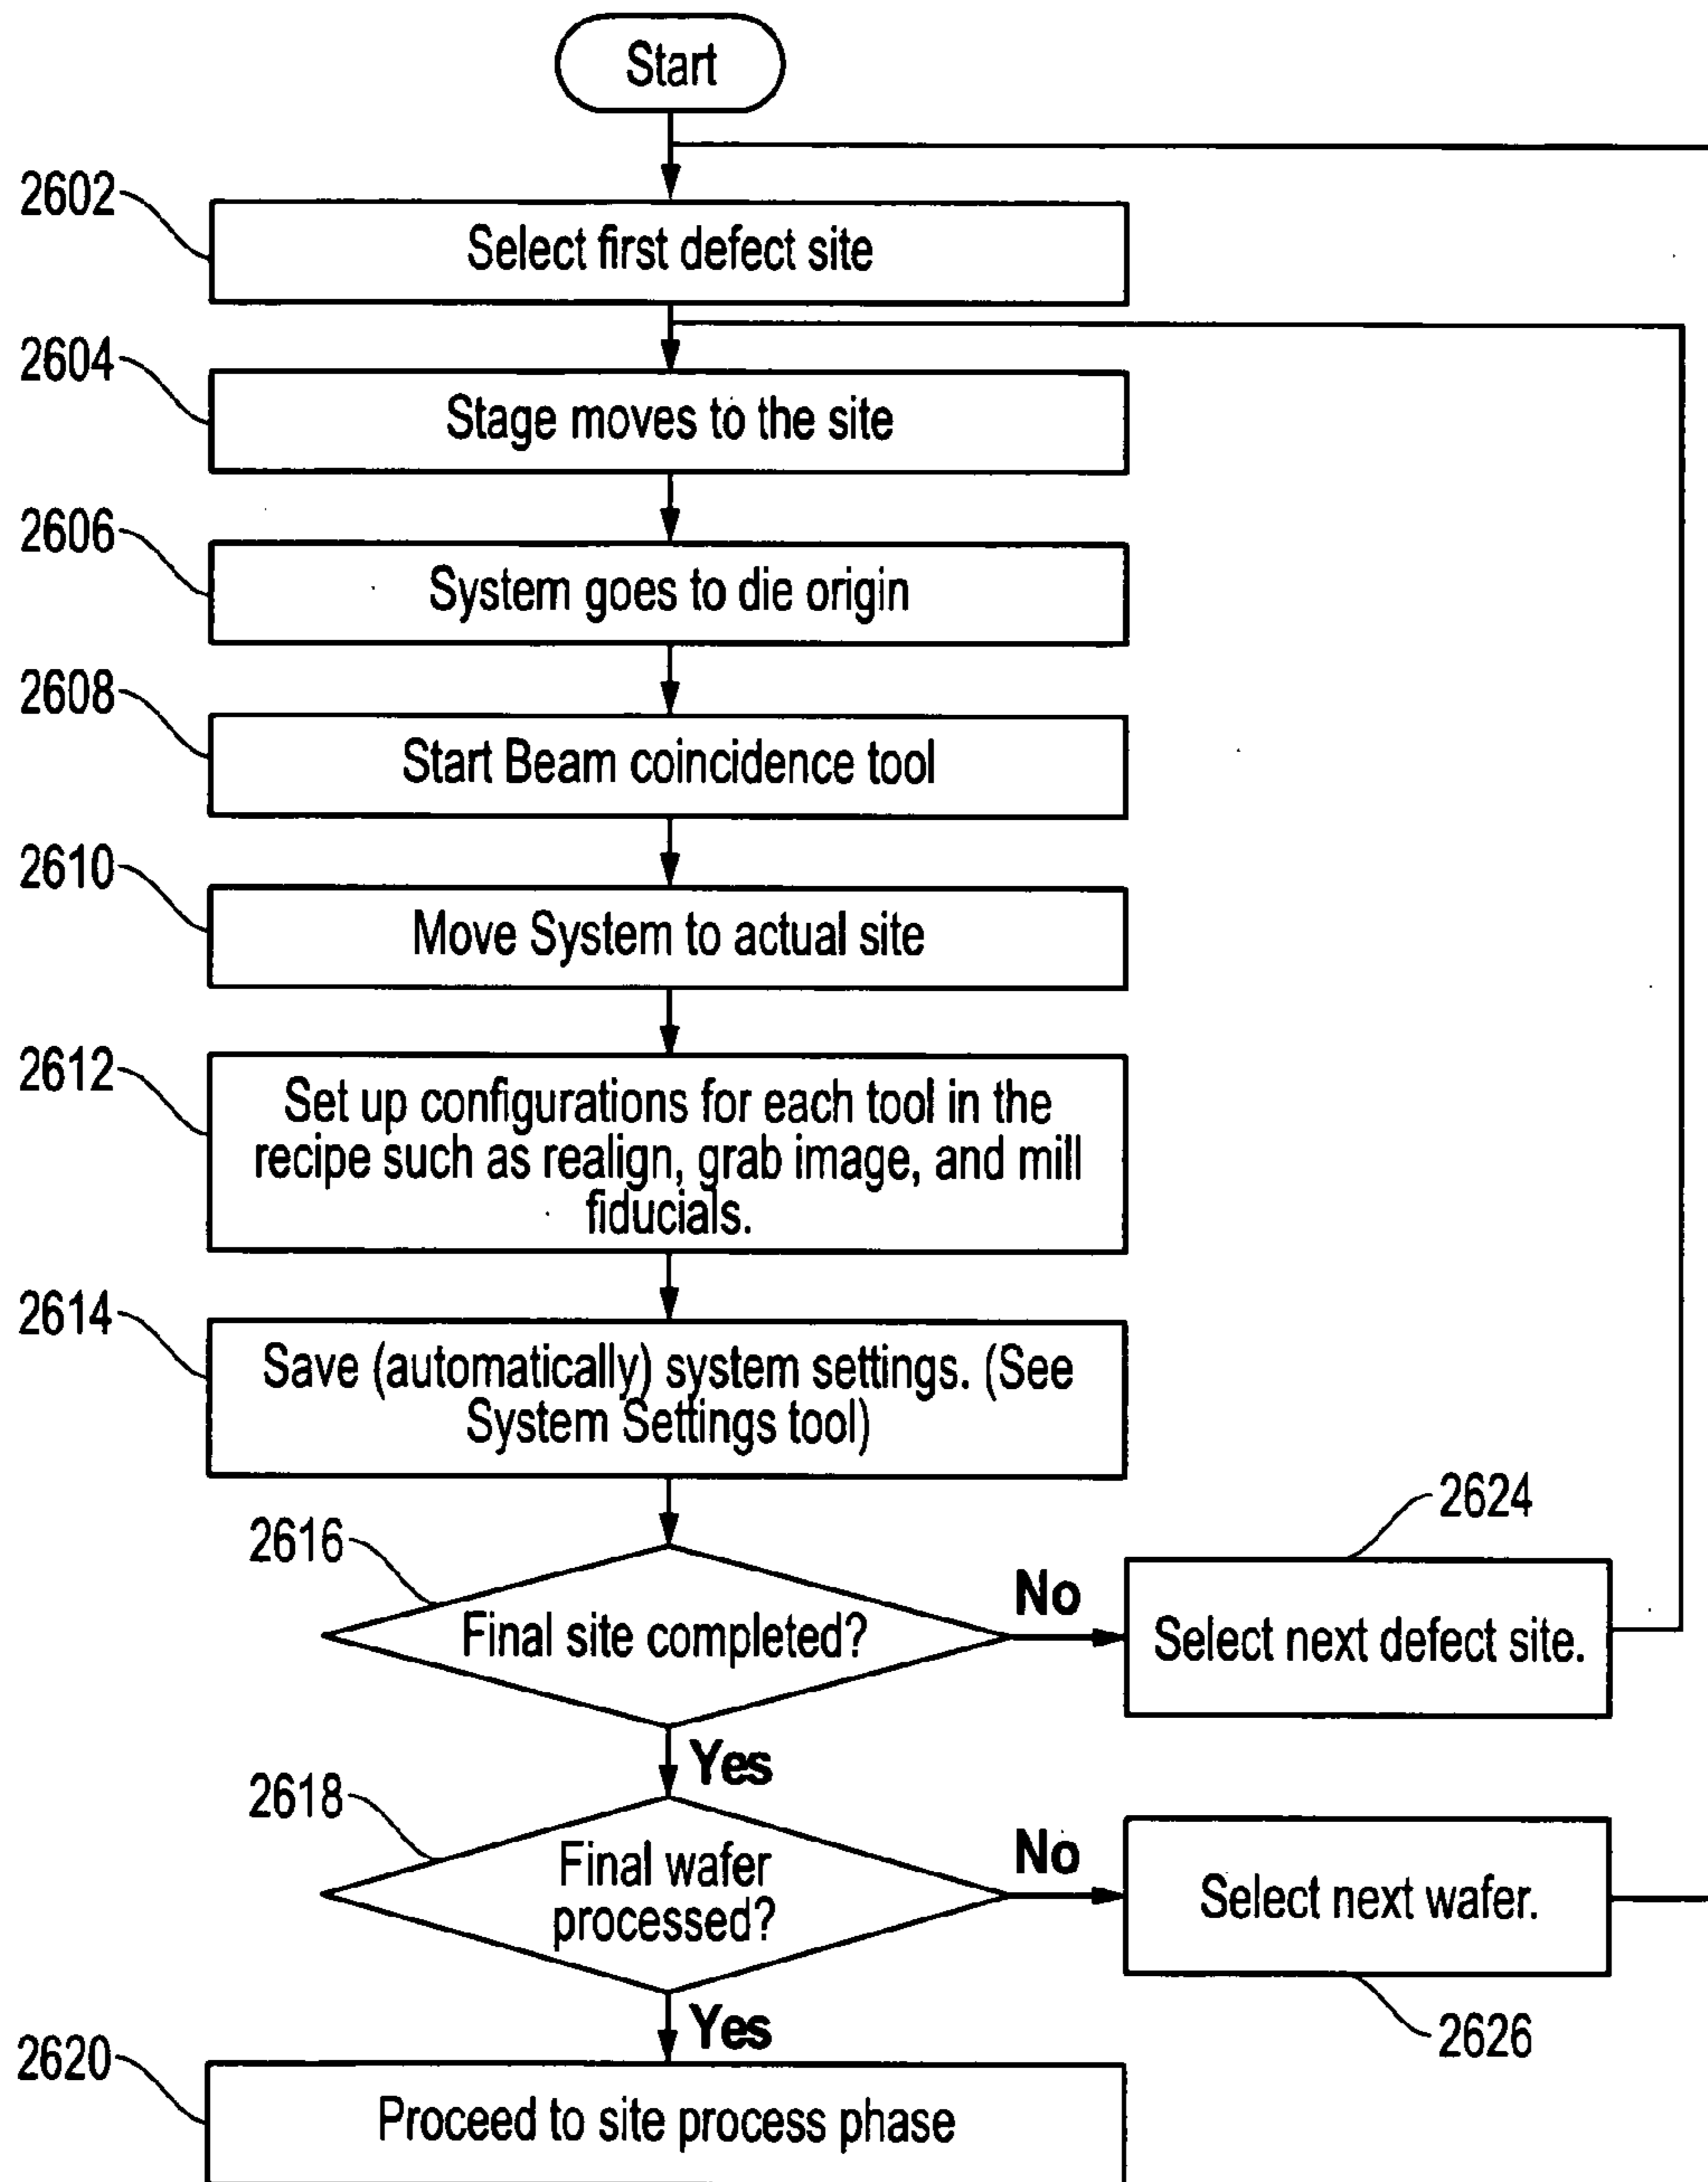 Start
2602
Select first defect site
2604
Stage moves to the site
2606
System goes to die origin
2608
Start Beam coincidence tool
2610
Move System to actual site
2612
Set up configurations for each tool in the
recipe such as realign, grab image, and mill
fiducials.
2614
Save (automatically) system settings. (See
System Settings tool)
2616
Final site completed?
No
2624
Select next defect site.
Yes
2618
Final wafer
processed?
No
Select next wafer.
2626
Yes
2620
Proceed to site process phase